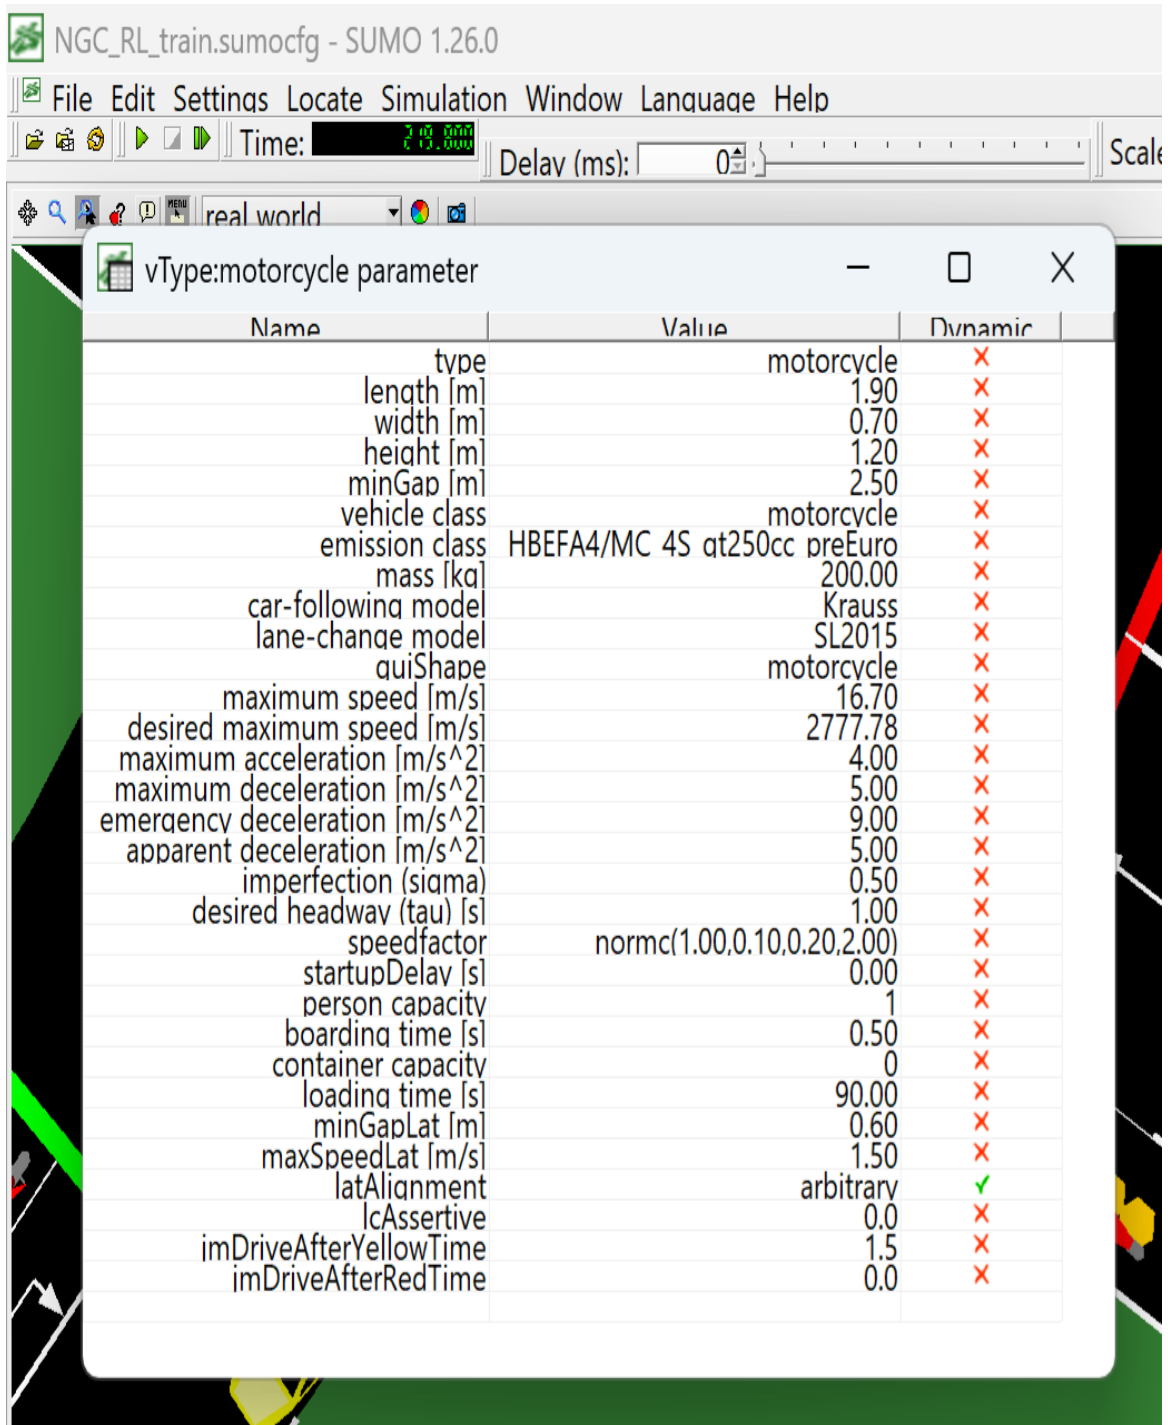 NGC_RL_train.sumocfg - SUMO 1.26.0
File Edit Settings Locate Simulation Window Language Help
Time: 219.800 Delay (ms): 0 Scale
MENU real world
vType:motorcycle parameter
Name Value Dynamic
type motorcycle
length [m] 1.90
width [m] 0.70
height [m] 1.20
minGap [m] 2.50
vehicle class motorcycle
emission class HBEFA4/MC_4S_gt250cc_preEuro
mass [kg] 200.00
car-following model Krauss
lane-change model SL2015
guiShape motorcycle
maximum speed [m/s] 16.70
desired maximum speed [m/s] 2777.78
maximum acceleration [m/s^2] 4.00
maximum deceleration [m/s^2] 5.00
emergency deceleration [m/s^2] 9.00
apparent deceleration [m/s^2] 5.00
imperfection (sigma) 0.50
desired headway (tau) [s] 1.00
speedfactor normc(1.00,0.10,0.20,2.00)
startupDelay [s] 0.00
person capacity 1
boarding time [s] 0.50
container capacity 0
loading time [s] 90.00
minGapLat [m] 0.60
maxSpeedLat [m/s] 1.50
latAlignment arbitrary
lcAssertive 0.0
jmDriveAfterYellowTime 1.5
jmDriveAfterRedTime 0.0